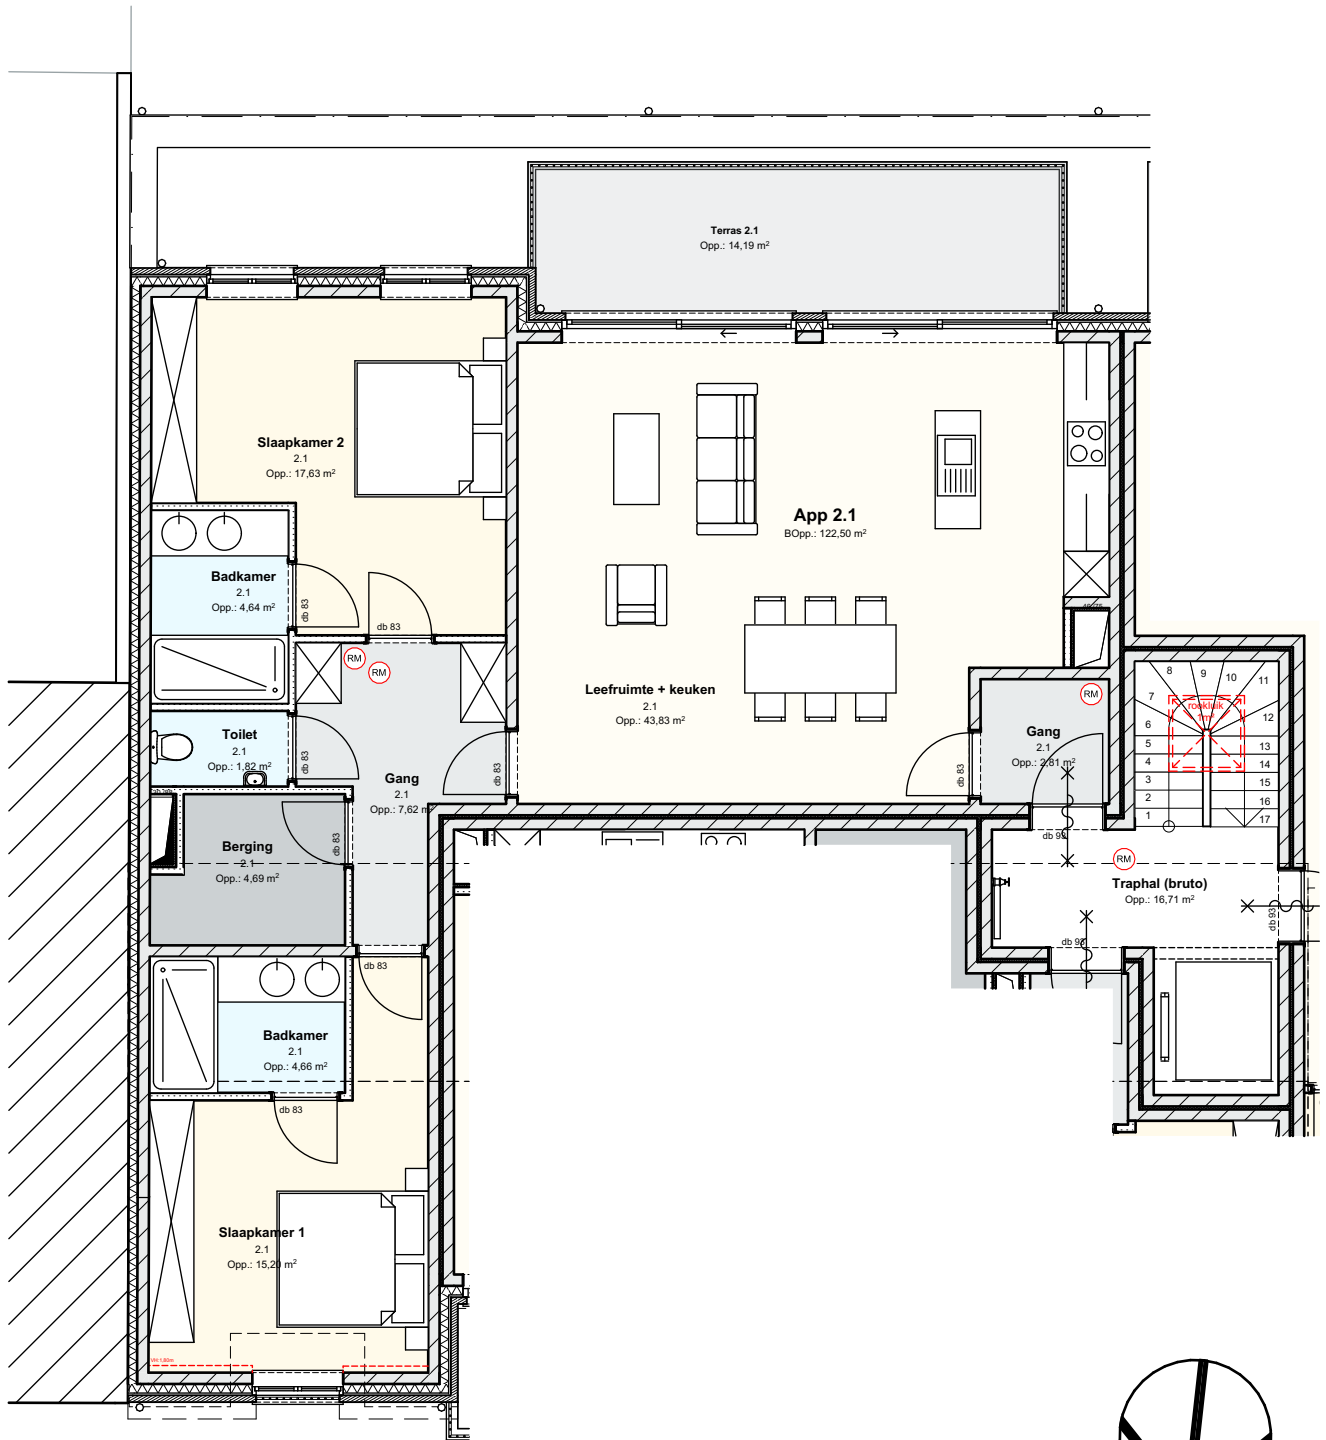 Terras 2.1
Opp.: 14,19 m²
Slaapkamer 2
2.1
Opp.: 17,63 m²
App 2.1
BOpp.: 122,50 m²
Badkamer
2.1
Opp.: 4,64 m²
db 83
db 83
RM
RM
Leefruimte + keuken
2.1
Opp.: 43,83 m²
RM
Gang
2.1
Opp.: 2,81 m²
db 83
db 93
Toilet
2.1
Opp.: 1,82 m²
db 83
Gang
2.1
Opp.: 7,62 m²
db 83
Berging
2.1
Opp.: 4,69 m²
db 83
rookluik
1m²
1
2
3
4
5
6
7
8
9
10
11
12
13
14
15
16
17
RM
Traphal (bruto)
Opp.: 16,71 m²
db 93
db 93
db 83
Badkamer
2.1
Opp.: 4,66 m²
db 83
Slaapkamer 1
2.1
Opp.: 15,20 m²